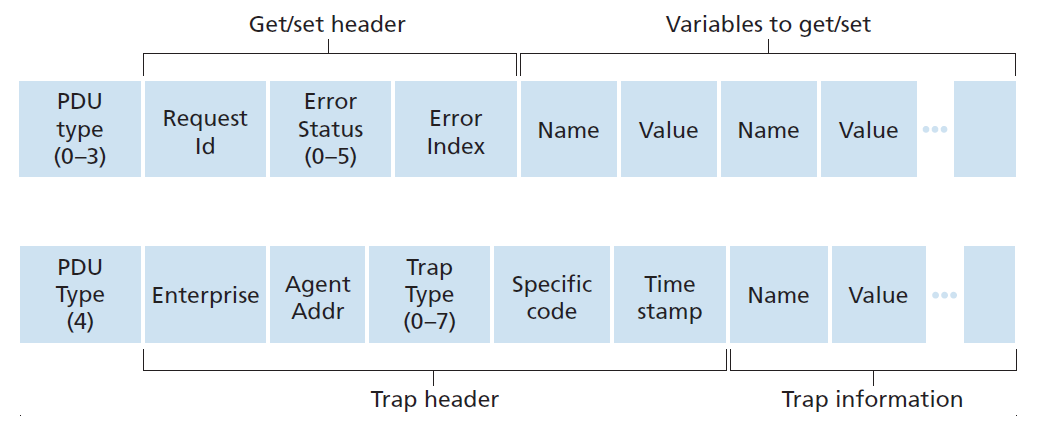 Get/set header
Variables to get/set
PDU
type
(0–3)
Request
Id
Error
Status
(0–5)
Error
Index
Name
Value
Name
Value
PDU
Type
(4)
Enterprise
Agent
Addr
Trap
Type
(0–7)
Specific
code
Time
stamp
Name
Value
Trap header
Trap information